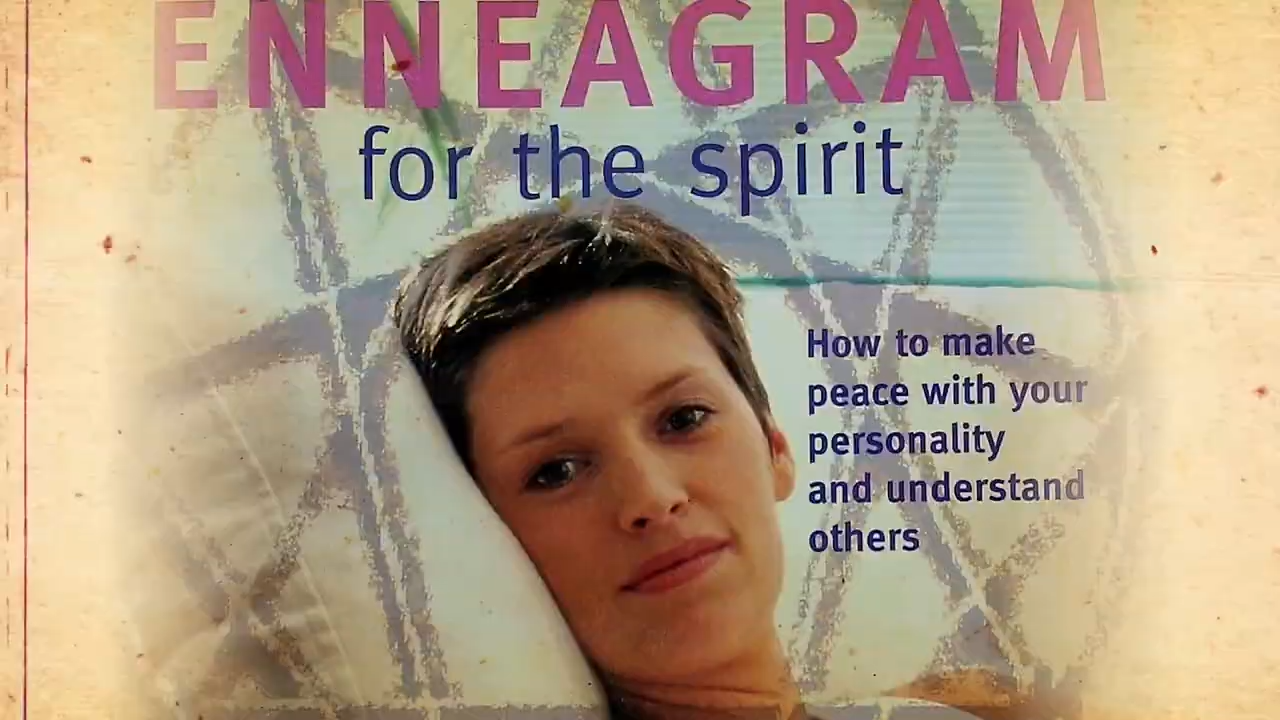 ENNEAGRAM
for the spirit
How to make
peace with your
personality
and understand
others